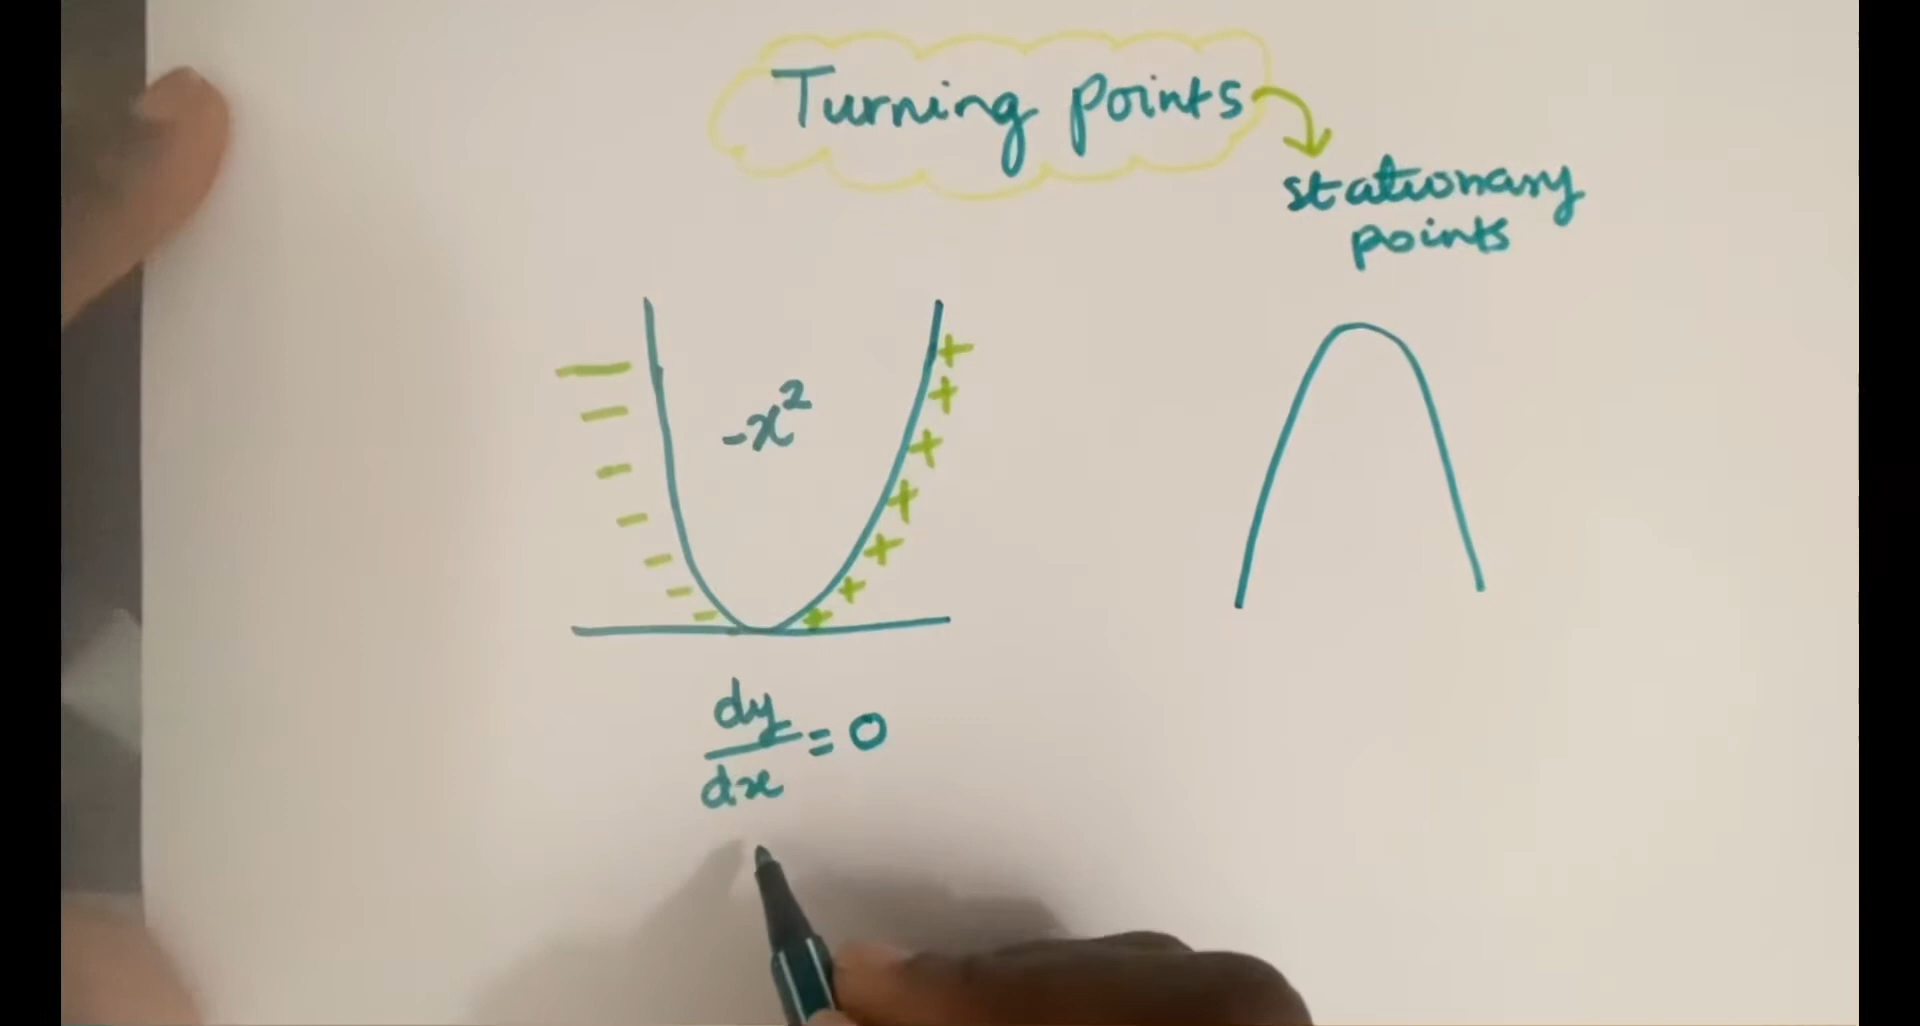 Turning points
stationary
points
-x²
dy
dx
= 0